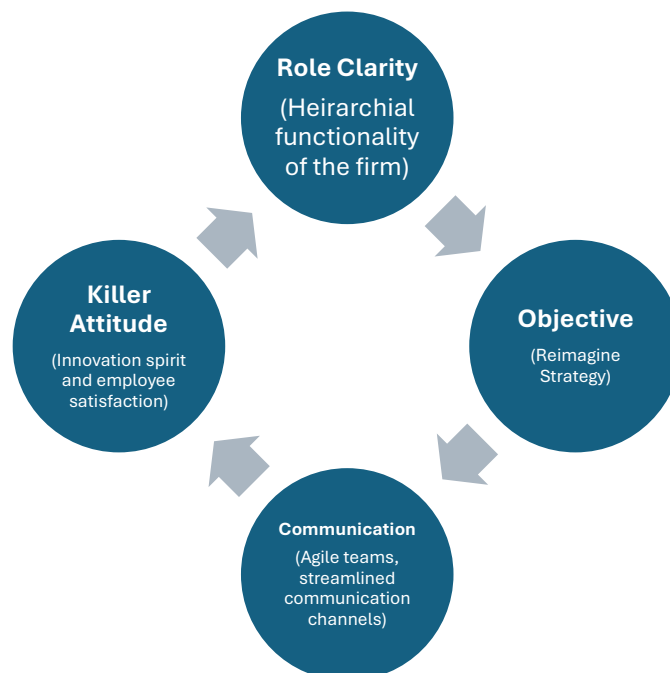 Role Clarity
(Heirarchial
functionality
of the firm)
Objective
(Reimagine
Strategy)
Communication
(Agile teams,
streamlined
communication
channels)
Killer
Attitude
(Innovation spirit
and employee
satisfaction)